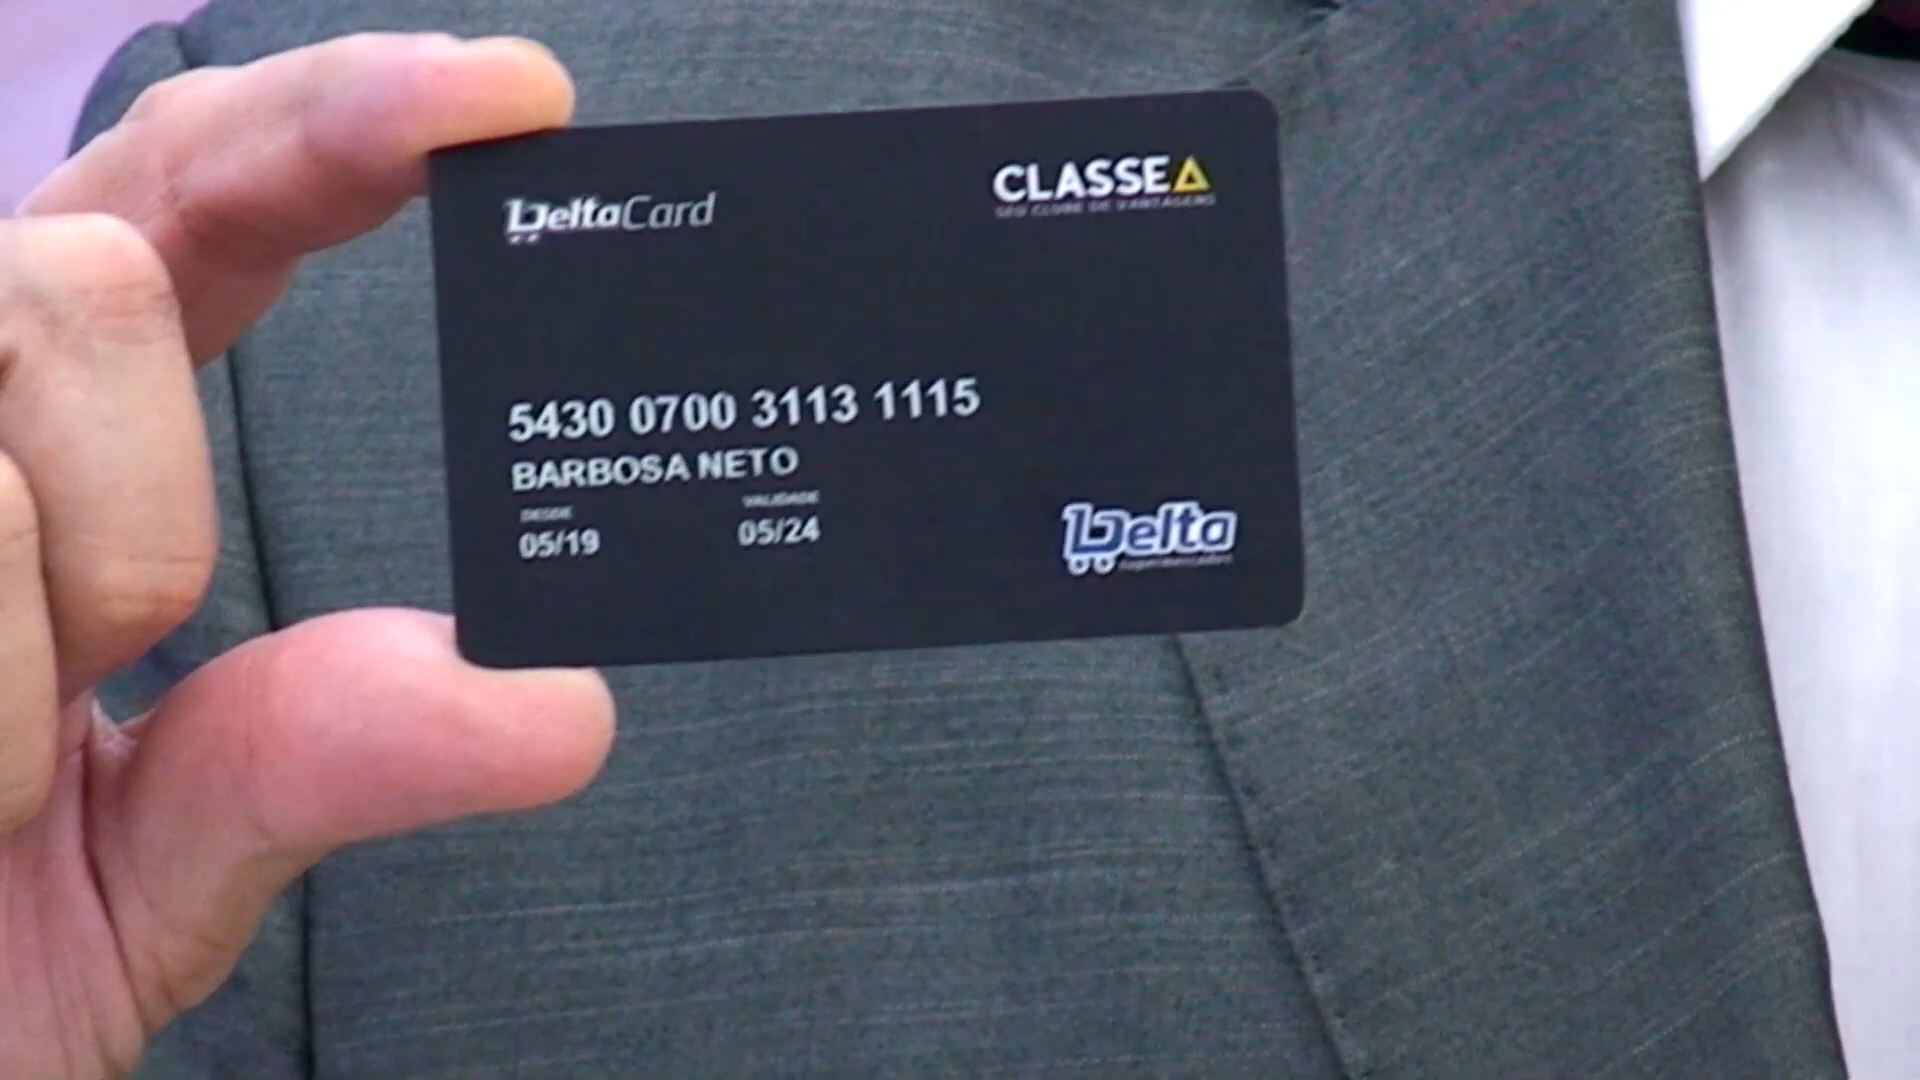 DeltaCard
CLASSE
SEU CLUBE DE VANTAGENS
5430 0700 3113 1115
BARBOSA NETO
DESDE
VALIDADE
05/19
05/24
Delta
Supermercados